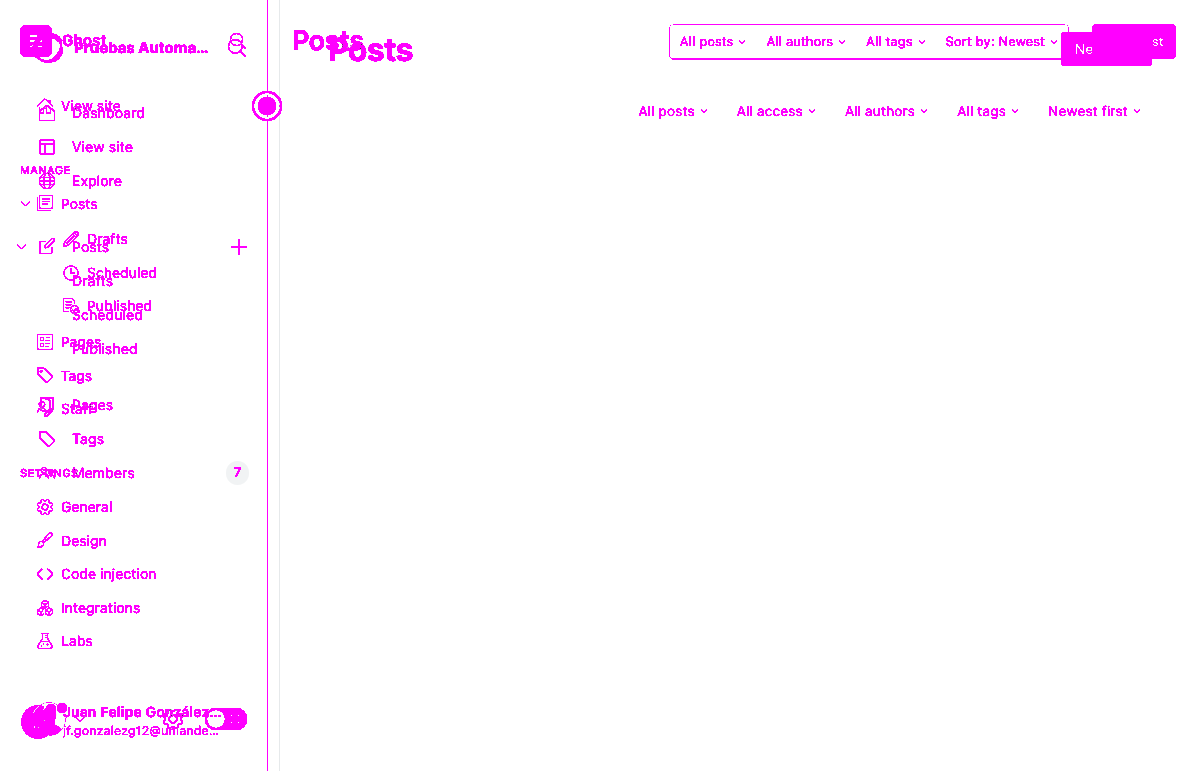 Ghost
Pruebas Automa...
Posts
Posts
All posts All authors All tags Sort by: Newest
Ne st
View site
Dashboard
All posts All access All authors All tags Newest first
View site
MANAGE
Explore
Posts
Drafts
Posts
Scheduled
Drafts
Published
Scheduled
Pages
Published
Tags
Pages
Staff
Tags
SETTINGS
Members 7
General
Design
Code injection
Integrations
Labs
Juan Felipe González...
jf.gonzalezg12@uniande...